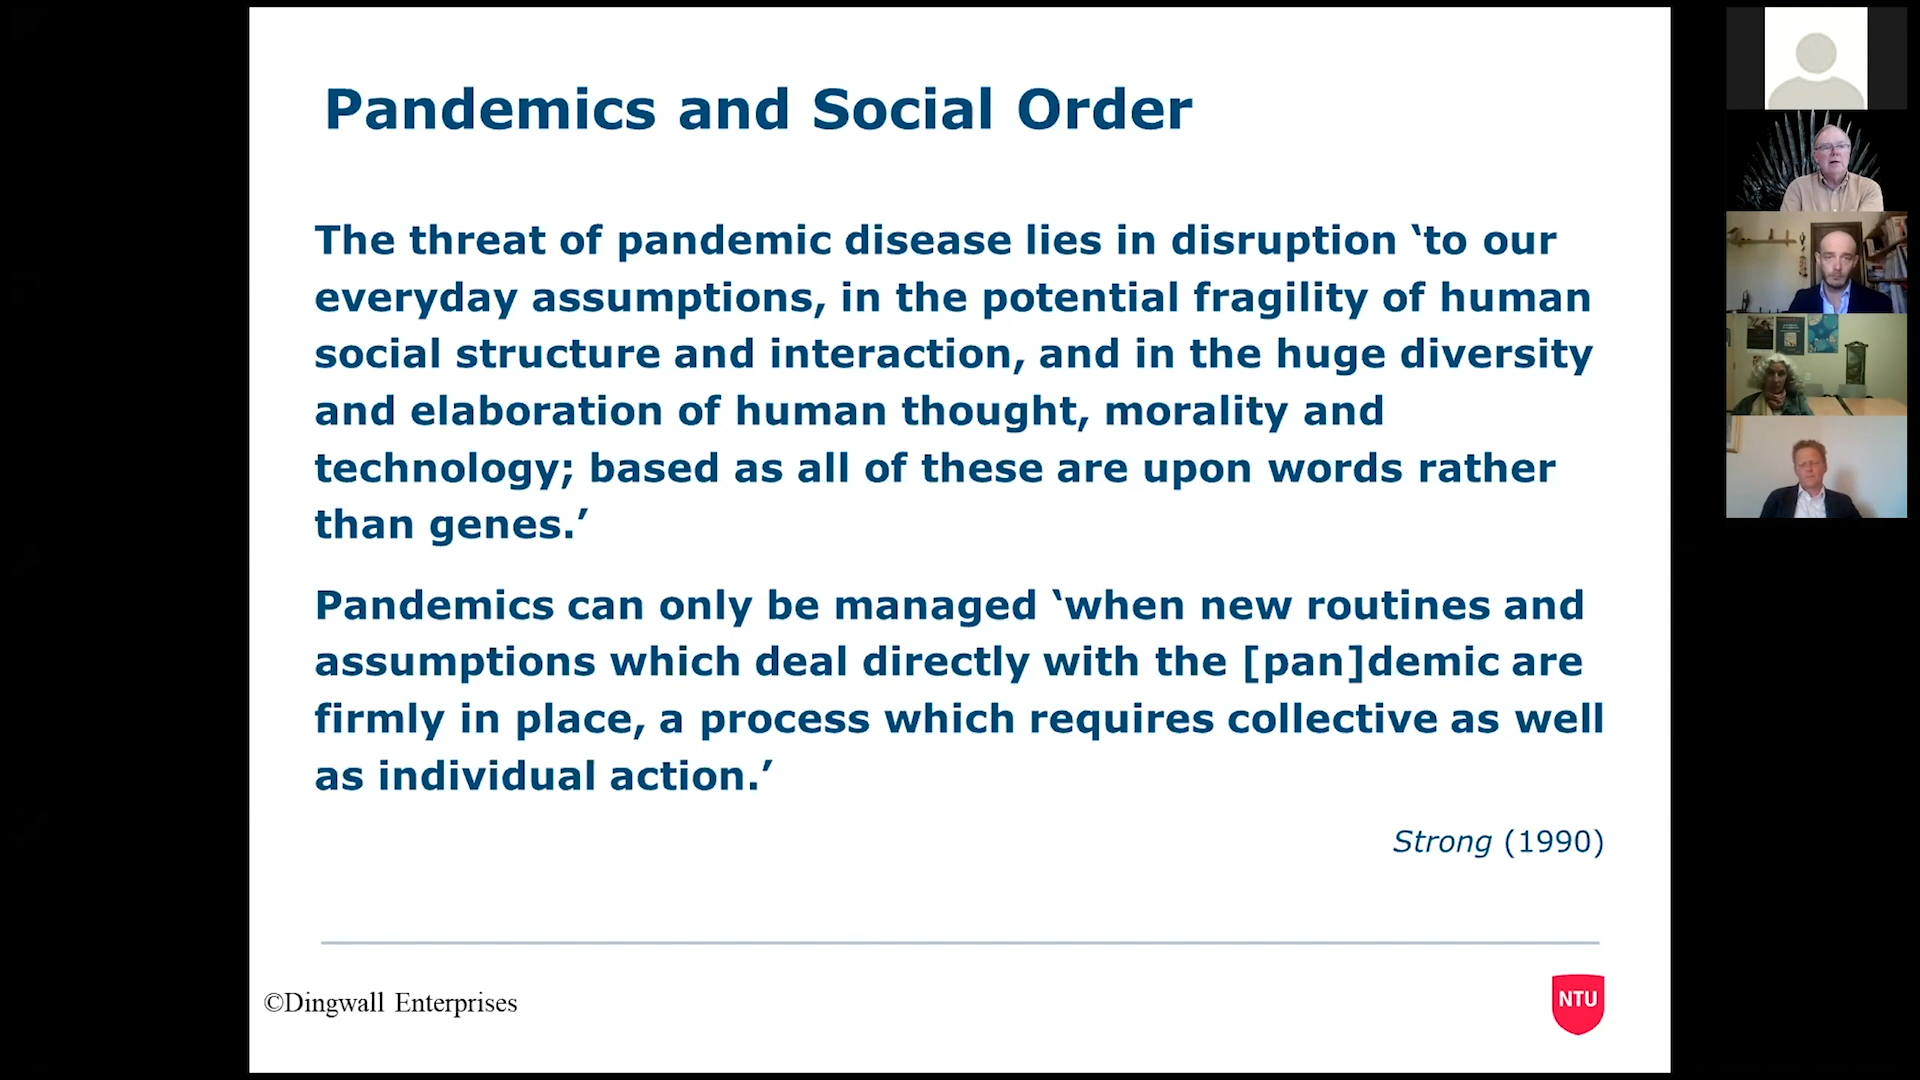 Pandemics and Social Order
The threat of pandemic disease lies in disruption ‘to our
everyday assumptions, in the potential fragility of human
social structure and interaction, and in the huge diversity
and elaboration of human thought, morality and
technology; based as all of these are upon words rather
than genes.’
Pandemics can only be managed ‘when new routines and
assumptions which deal directly with the [pan]demic are
firmly in place, a process which requires collective as well
as individual action.’
Strong (1990)
©Dingwall Enterprises
NTU